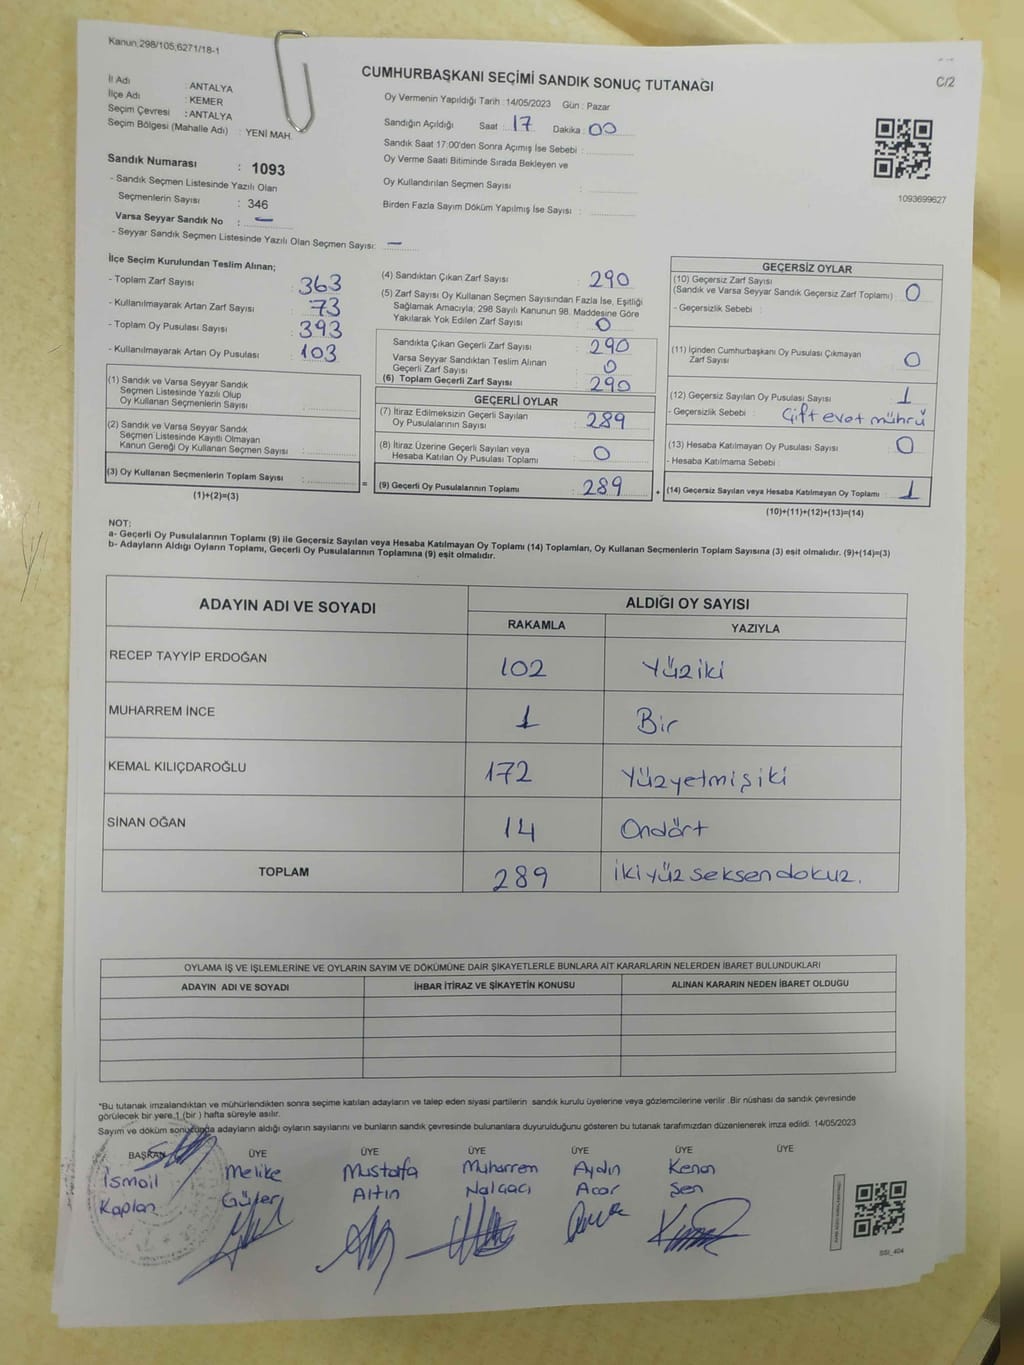 Kanun,298/105,6271/18-1
CUMHURBAŞKANI SEÇİMİ SANDIK SONUÇ TUTANAĞI
C/2
İl Adı : ANTALYA
İlçe Adı : KEMER
Seçim Çevresi : ANTALYA
Seçim Bölgesi (Mahalle Adı) : YENİ MAH.
Sandık Numarası : 1093
- Sandık Seçmen Listesinde Yazılı Olan
Seçmenlerin Sayısı : 346
Varsa Seyyar Sandık No : —
- Seyyar Sandık Seçmen Listesinde Yazılı Olan Seçmen Sayısı: —
Oy Vermenin Yapıldığı Tarih : 14/05/2023 Gün : Pazar
Sandığın Açıldığı Saat : 17 Dakika : 00
Sandık Saat 17:00'den Sonra Açımış İse Sebebi :
Oy Verme Saati Bitiminde Sırada Bekleyen ve
Oy Kullandırılan Seçmen Sayısı :
Birden Fazla Sayım Döküm Yapılmış İse Sayısı :
1093699627
İlçe Seçim Kurulundan Teslim Alınan;
- Toplam Zarf Sayısı : 363
- Kullanılmayarak Artan Zarf Sayısı : 73
- Toplam Oy Pusulası Sayısı : 393
- Kullanılmayarak Artan Oy Pusulası : 103
(1) Sandık ve Varsa Seyyar Sandık
Seçmen Listesinde Yazılı Olup
Oy Kullanan Seçmenlerin Sayısı :
(2) Sandık ve Varsa Seyyar Sandık
Seçmen Listesinde Kayıtlı Olmayan
Kanun Gereği Oy Kullanan Seçmen Sayısı :
(3) Oy Kullanan Seçmenlerin Toplam Sayısı :
(1)+(2)=(3)
(4) Sandıktan Çıkan Zarf Sayısı : 290
(5) Zarf Sayısı Oy Kullanan Seçmen Sayısından Fazla İse, Eşitliği
Sağlamak Amacıyla; 298 Sayılı Kanunun 98. Maddesine Göre
Yakılarak Yok Edilen Zarf Sayısı : 0
Sandıkta Çıkan Geçerli Zarf Sayısı : 290
Varsa Seyyar Sandıktan Teslim Alınan
Geçerli Zarf Sayısı : 0
(6) Toplam Geçerli Zarf Sayısı : 290
GEÇERLİ OYLAR
(7) İtiraz Edilmeksizin Geçerli Sayılan
Oy Pusulalarının Sayısı : 289
(8) İtiraz Üzerine Geçerli Sayılan veya
Hesaba Katılan Oy Pusulası Toplamı : 0
= (9) Geçerli Oy Pusulalarının Toplamı : 289
GEÇERSİZ OYLAR
(10) Geçersiz Zarf Sayısı
(Sandık ve Varsa Seyyar Sandık Geçersiz Zarf Toplamı) : 0
- Geçersizlik Sebebi :
(11) İçinden Cumhurbaşkanı Oy Pusulası Çıkmayan
Zarf Sayısı : 0
(12) Geçersiz Sayılan Oy Pusulası Sayısı : 1
- Geçersizlik Sebebi : Çift evet mührü
(13) Hesaba Katılmayan Oy Pusulası Sayısı : 0
- Hesaba Katılmama Sebebi :
+ (14) Geçersiz Sayılan veya Hesaba Katılmayan Oy Toplamı : 1
(10)+(11)+(12)+(13)=(14)
NOT:
a- Geçerli Oy Pusulalarının Toplamı (9) ile Geçersiz Sayılan veya Hesaba Katılmayan Oy Toplamı (14) Toplamları, Oy Kullanan Seçmenlerin Toplam Sayısına (3) eşit olmalıdır. (9)+(14)=(3)
b- Adayların Aldığı Oyların Toplamı, Geçerli Oy Pusulalarının Toplamına (9) eşit olmalıdır.
ADAYIN ADI VE SOYADI ALDIĞI OY SAYISI
RAKAMLA YAZIYLA
RECEP TAYYİP ERDOĞAN 102 Yüziki
MUHARREM İNCE 1 Bir
KEMAL KILIÇDAROĞLU 172 Yüzyetmişiki
SİNAN OĞAN 14 Ondört
TOPLAM 289 ikiyüz seksendokuz.
OYLAMA İŞ VE İŞLEMLERİNE VE OYLARIN SAYIM VE DÖKÜMÜNE DAİR ŞİKAYETLERLE BUNLARA AİT KARARLARIN NELERDEN İBARET BULUNDUKLARI
ADAYIN ADI VE SOYADI İHBAR İTİRAZ VE ŞİKAYETİN KONUSU ALINAN KARARIN NEDEN İBARET OLDUĞU
*Bu tutanak imzalandıktan ve mühürlendikten sonra seçime katılan adayların ve talep eden siyasi partilerin sandık kurulu üyelerine veya gözlemcilerine verilir .Bir nüshası da sandık çevresinde
görülecek bir yere 1 (bir ) hafta süreyle asılır.
Sayım ve döküm sonucunda adayların aldığı oyların sayılarını ve bunların sandık çevresinde bulunanlara duyurulduğunu gösteren bu tutanak tarafımızdan düzenlenerek imza edildi. 14/05/2023
BAŞKAN ÜYE ÜYE ÜYE ÜYE ÜYE ÜYE
İsmail Melike Mustafa Muharrem Aydın Kenan
Kaplan Güler Altın Nalgacı Acar Şen
SSI_404